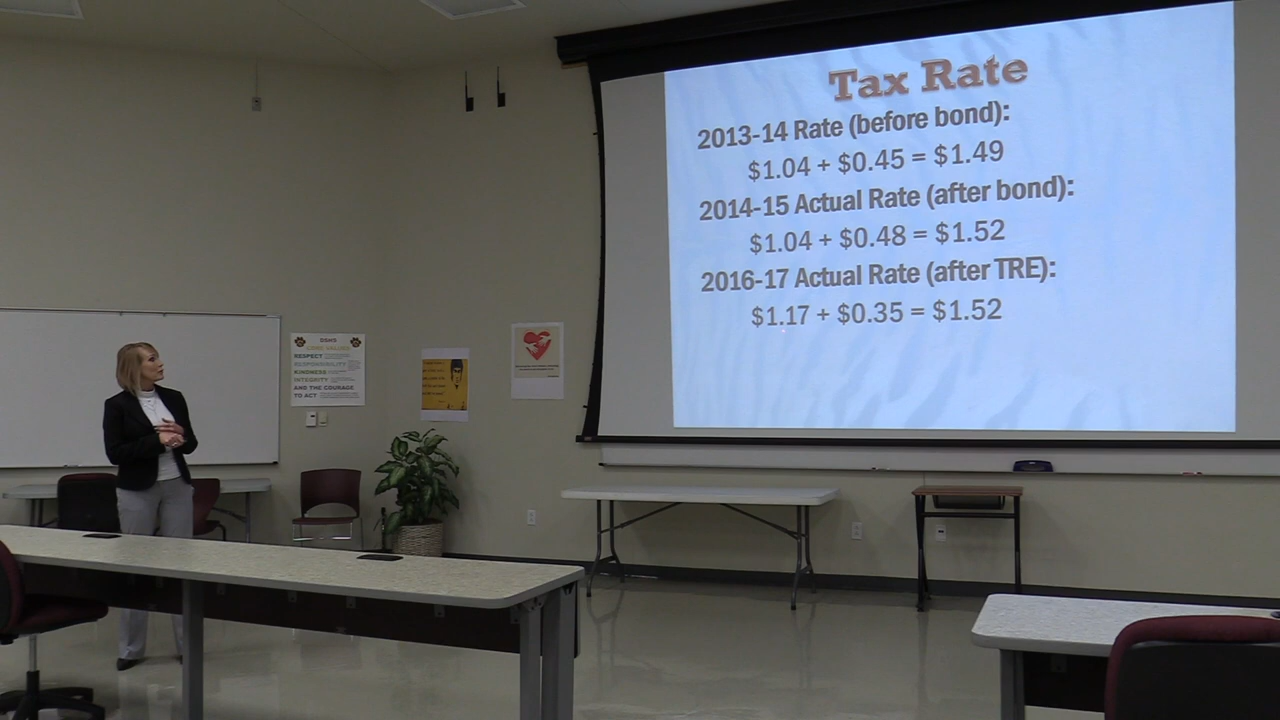 Tax Rate
2013-14 Rate (before bond):
$1.04 + $0.45 = $1.49
2014-15 Actual Rate (after bond):
$1.04 + $0.48 = $1.52
2016-17 Actual Rate (after TRE):
$1.17 + $0.35 = $1.52
RESPECT
RESPONSIBILITY
KINDNESS
INTEGRITY
AND THE COURAGE
TO ACT